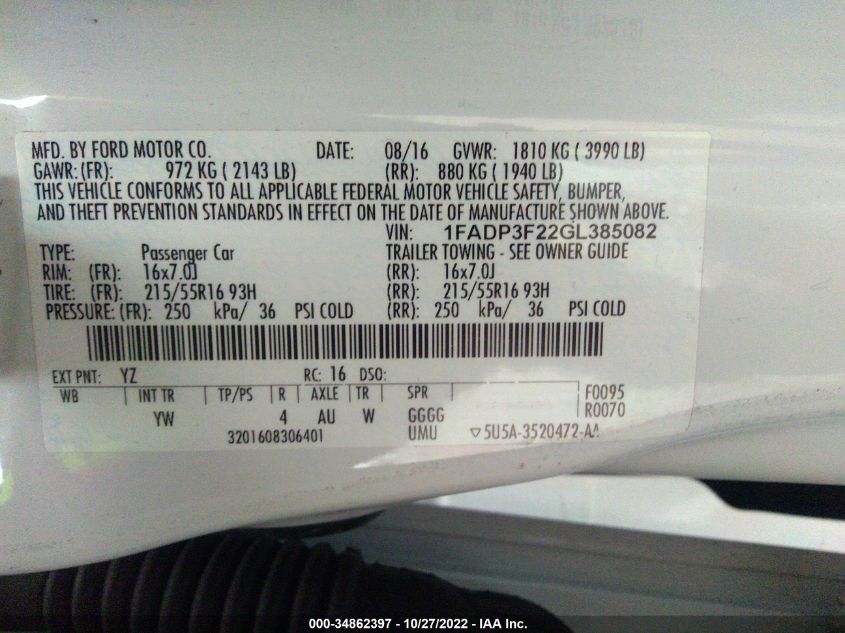 MFD. BY FORD MOTOR CO. DATE: 08/16 GVWR: 1810 KG ( 3990 LB)
GAWR:(FR): 972 KG ( 2143 LB) (RR): 880 KG ( 1940 LB)
THIS VEHICLE CONFORMS TO ALL APPLICABLE FEDERAL MOTOR VEHICLE SAFETY, BUMPER,
AND THEFT PREVENTION STANDARDS IN EFFECT ON THE DATE OF MANUFACTURE SHOWN ABOVE.
VIN: 1FADP3F22GL385082
TYPE: Passenger Car TRAILER TOWING - SEE OWNER GUIDE
RIM: (FR): 16x7.0J (RR): 16x7.0J
TIRE: (FR): 215/55R16 93H (RR): 215/55R16 93H
PRESSURE: (FR): 250 kPa/ 36 PSI COLD (RR): 250 kPa/ 36 PSI COLD
EXT PNT: YZ RC: 16 DSO:
WB INT TR TP/PS R AXLE TR SPR F0095
YW 4 AU W GGGG R0070
3201608306401 UMU ▽5U5A-3520472-AA
000-34862397 - 10/27/2022 - IAA Inc.